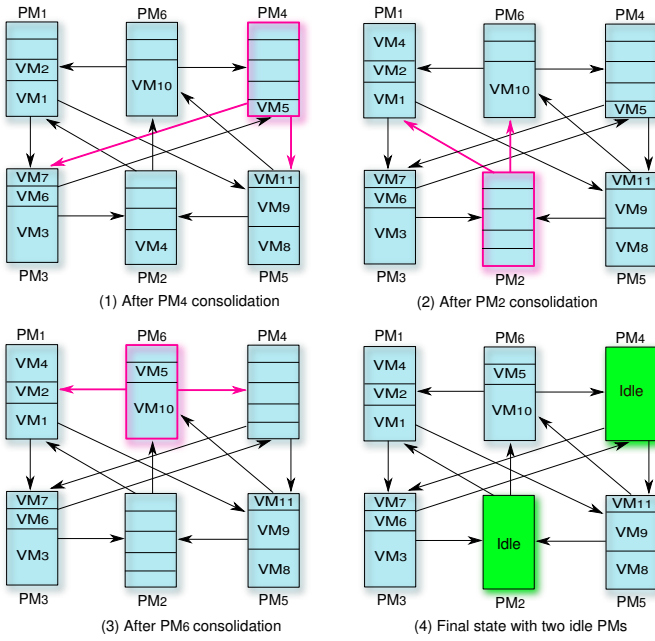 PM1 PM6 PM4
VM2
VM1
VM10
VM5
VM7
VM6
VM3
VM4
VM11
VM9
VM8
PM3 PM2 PM5
(1) After PM4 consolidation
PM1 PM6 PM4
VM4
VM2
VM1
VM10
VM5
VM7
VM6
VM3
VM11
VM9
VM8
PM3 PM2 PM5
(2) After PM2 consolidation
PM1 PM6 PM4
VM4
VM2
VM1
VM5
VM10
VM7
VM6
VM3
VM11
VM9
VM8
PM3 PM2 PM5
(3) After PM6 consolidation
PM1 PM6 PM4
VM4
VM2
VM1
VM5
VM10
Idle
VM7
VM6
VM3
Idle
VM11
VM9
VM8
PM3 PM2 PM5
(4) Final state with two idle PMs